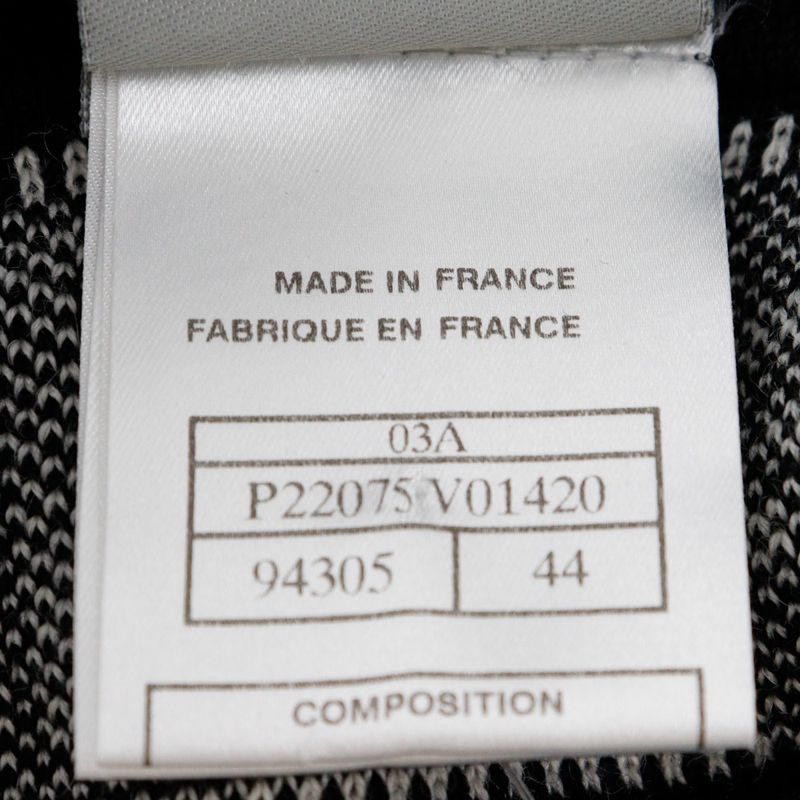 MADE IN FRANCE
FABRIQUE EN FRANCE
03A
P22075 V01420
94305 44
COMPOSITION